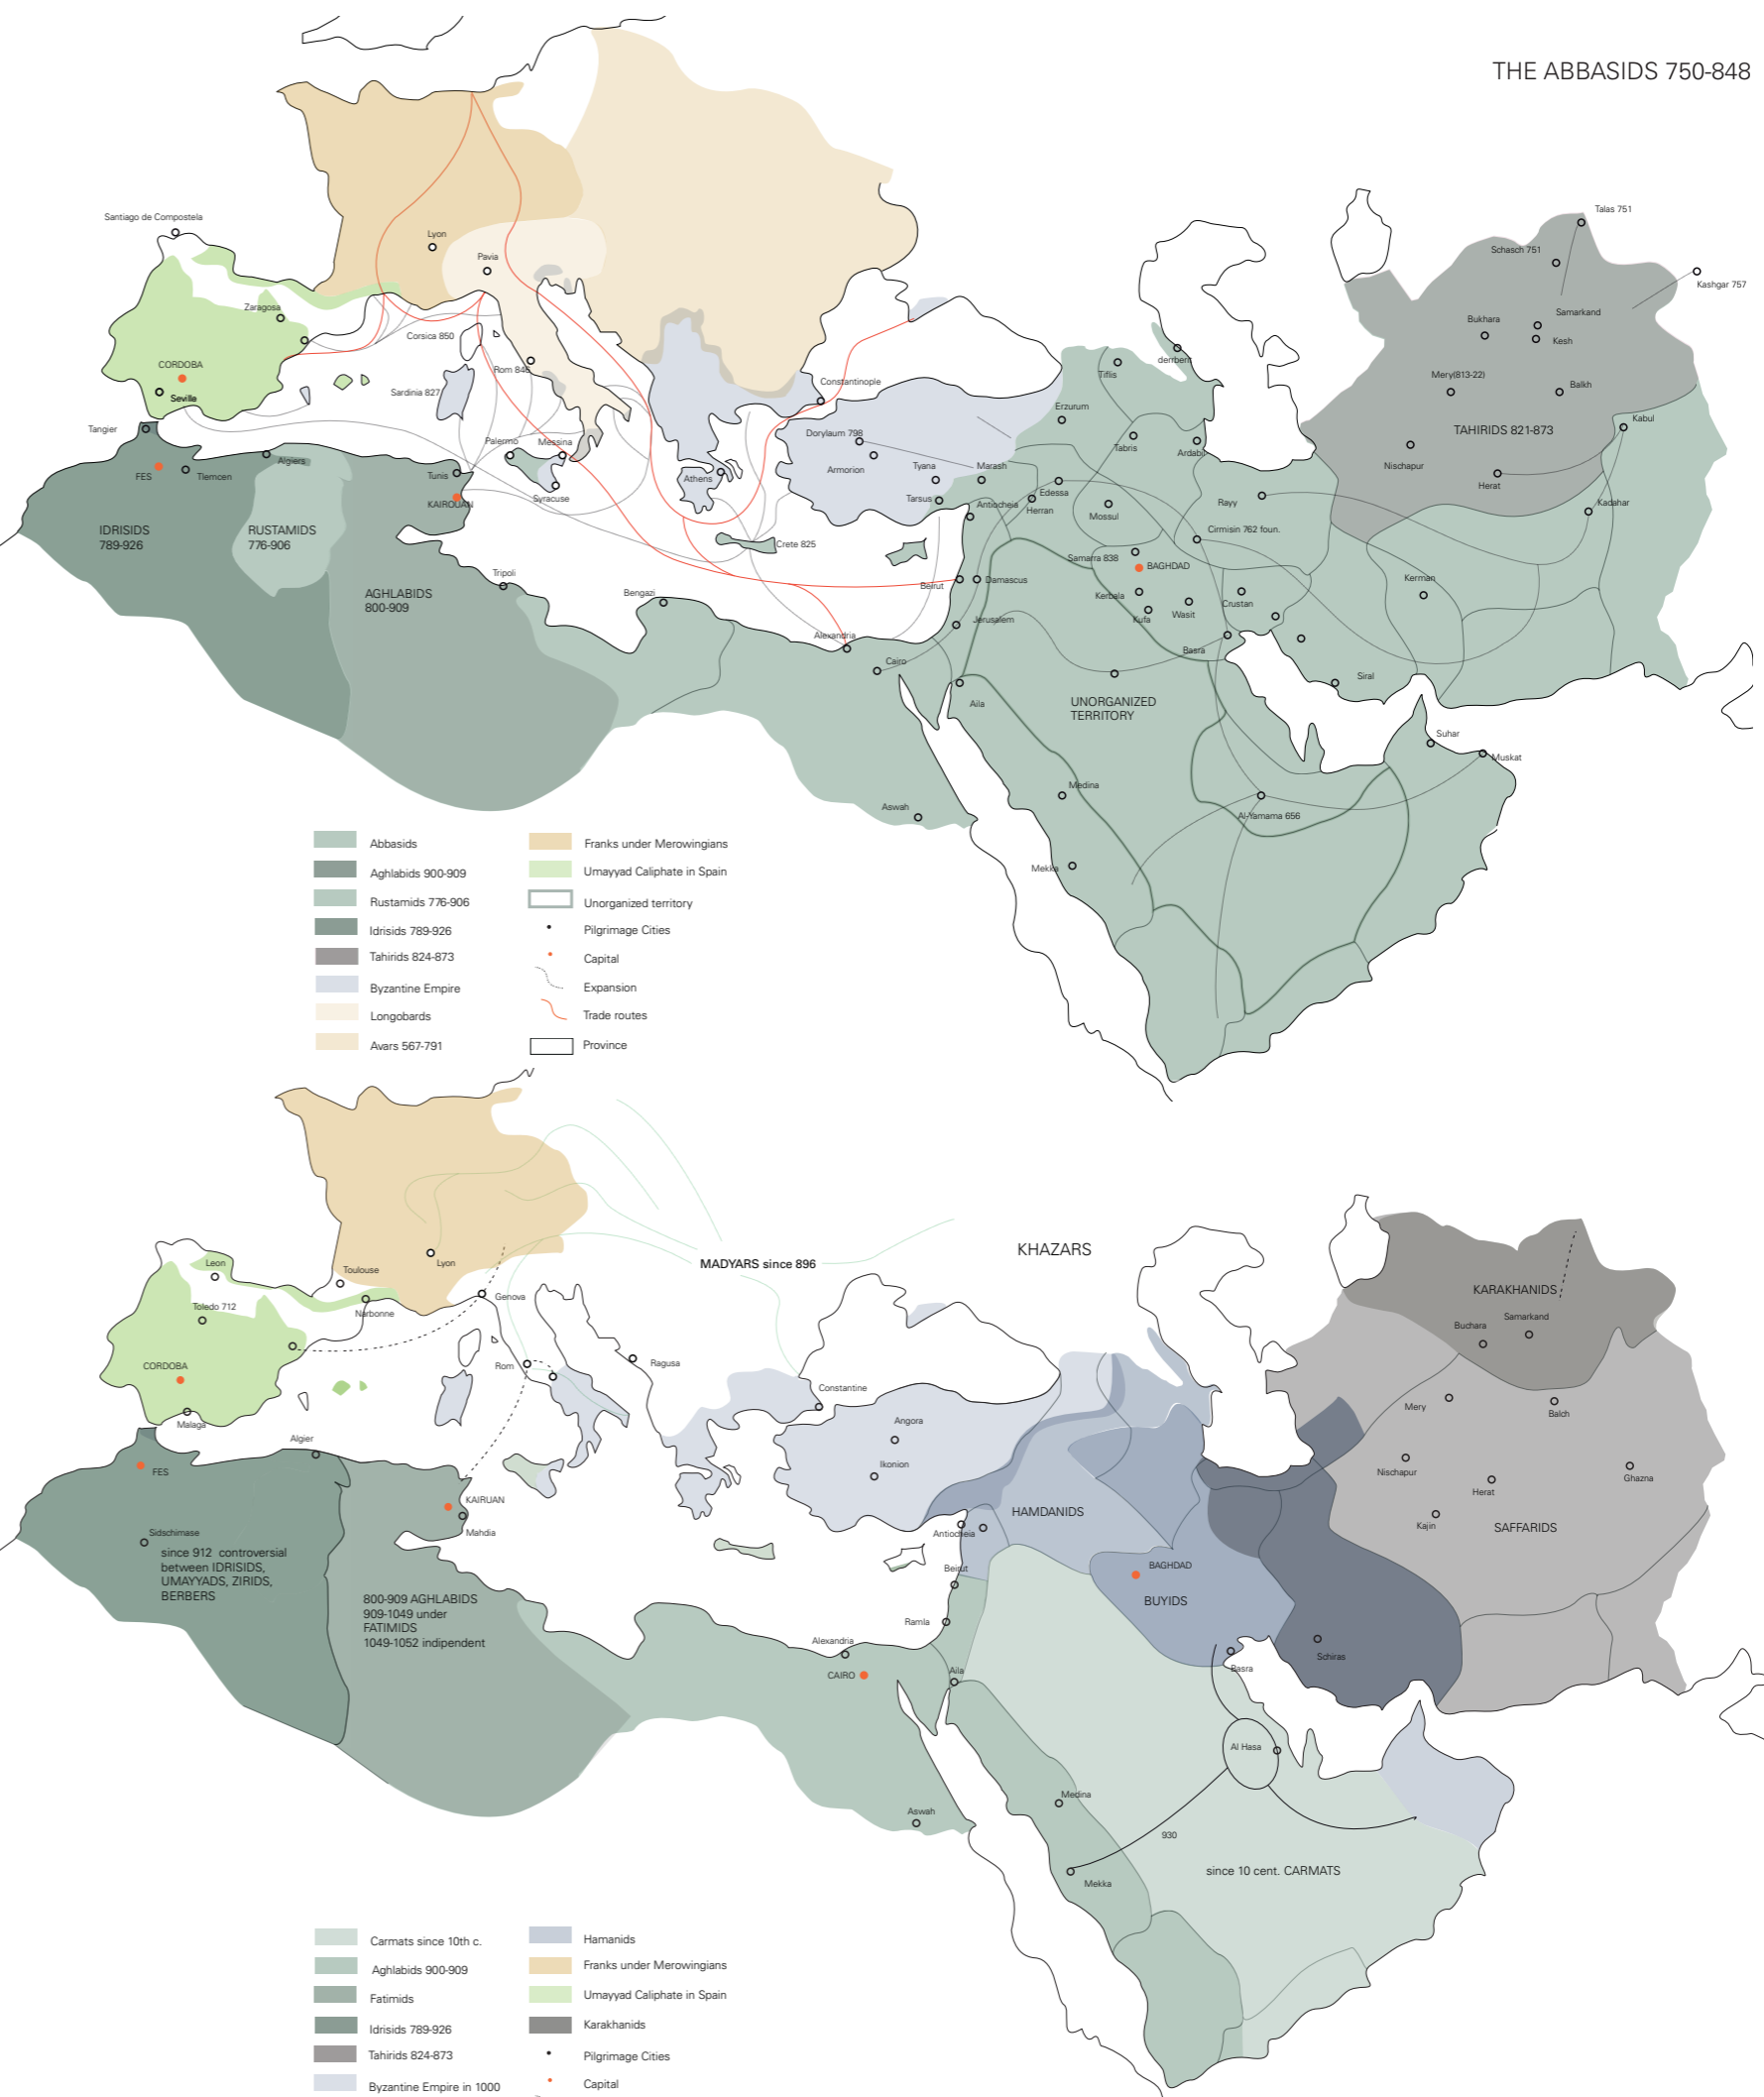 THE ABBASIDS 750-848
Talas 751
Santiago de Compostela
Lyon
Schasch 751
Pavia
Kashgar 757
Zaragosa
Samarkand
Bukhara
Corsica 850
Kesh
derrbent
Tiflis
CORDOBA
Rom 846
Mery(813-22)
Constantinople
Balkh
Sardinia 827
Seville
Erzurum
Kabul
Tangier
Dorylaum 798
TAHIRIDS 821-873
Palermo
Messina
Tabris
Ardabil
Algiers
Armorion
Tyana
Marash
Nischapur
FES
Tlemcen
Tunis
Athens
Herat
Edessa
Syracuse
Tarsus
KAIROUAN
Antiocheia
Herran
Rayy
Kadahar
Mossul
IDRISIDS
789-926
RUSTAMIDS
776-906
Cirmisin 762 foun.
Crete 825
Samarra 838
BAGHDAD
Tripoli
Beirut
Damascus
Kerman
AGHLABIDS
800-909
Bengazi
Kerbala
Crustan
Kufa
Wasit
Jerusalem
Alexandria
Basra
Cairo
Siral
Aila
UNORGANIZED
TERRITORY
Suhar
Muskat
Medina
Aswah
Al-Yamama 656
Mekka
Abbasids
Aghlabids 900-909
Rustamids 776-906
Idrisids 789-926
Tahirids 824-873
Byzantine Empire
Longobards
Avars 567-791
Franks under Merowingians
Umayyad Caliphate in Spain
Unorganized territory
Pilgrimage Cities
Capital
Expansion
Trade routes
Province
KHAZARS
Leon
Lyon
MADYARS since 896
Toulouse
KARAKHANIDS
Genova
Toledo 712
Narbonne
Samarkand
Buchara
CORDOBA
Rom
Ragusa
Constantine
Mery
Balch
Malaga
Angora
Algier
Ikonion
FES
Nischapur
Ghazna
Herat
KAIRUAN
HAMDANIDS
Kajin
SAFFARIDS
Sidschimase
Mahdia
Antiocheia
since 912 controversial
between IDRISIDS,
UMAYYADS, ZIRIDS,
BERBERS
Beirut
BAGHDAD
BUYIDS
800-909 AGHLABIDS
909-1049 under
FATIMIDS
1049-1052 indipendent
Ramla
Alexandria
Schiras
CAIRO
Aila
Basra
Al Hasa
Medina
Aswah
930
since 10 cent. CARMATS
Mekka
Carmats since 10th c.
Aghlabids 900-909
Fatimids
Idrisids 789-926
Tahirids 824-873
Byzantine Empire in 1000
Hamanids
Franks under Merowingians
Umayyad Caliphate in Spain
Karakhanids
Pilgrimage Cities
Capital